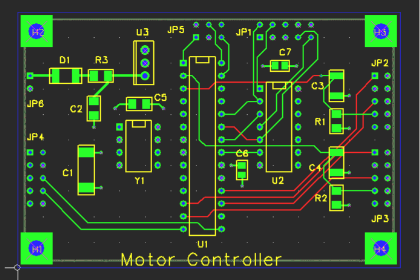 H2
H3
U3
JP5
JP1
D1
R3
C7
JP2
C3
JP6
C2
C5
R1
JP4
C1
Y1
C6
U2
C4
R2
JP3
U1
H1
H4
Motor Controller